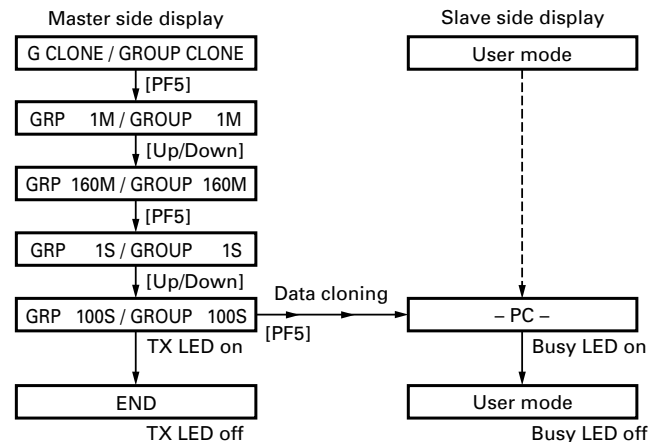 Master side display
Slave side display
G CLONE / GROUP CLONE
User mode
[PF5]
GRP 1M / GROUP 1M
[Up/Down]
GRP 160M / GROUP 160M
[PF5]
GRP 1S / GROUP 1S
[Up/Down]
Data cloning
GRP 100S / GROUP 100S
– PC –
[PF5]
TX LED on
Busy LED on
END
User mode
TX LED off
Busy LED off